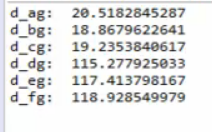 d_ag:  20.5182845287
d_bg:  18.8679622641
d_cg:  19.2353840617
d_dg:  115.277925033
d_eg:  117.413798167
d_fg:  118.928549979